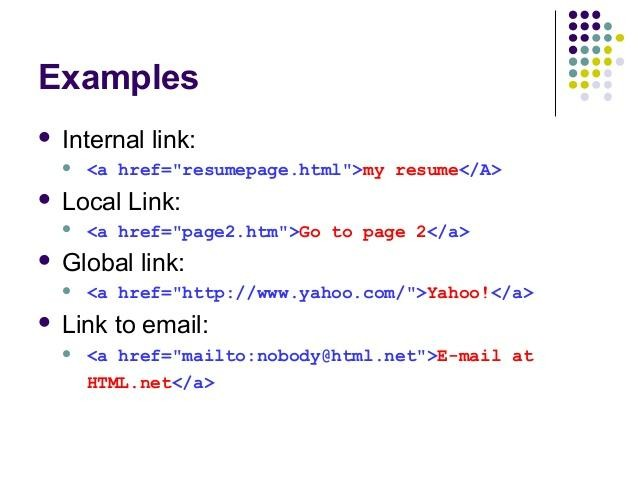 Examples
Internal link:
<a href="resumepage.html">my resume</A>
Local Link:
<a href="page2.htm">Go to page 2</a>
Global link:
<a href="http://www.yahoo.com/">Yahoo!</a>
Link to email:
<a href="mailto:nobody@html.net">E-mail at
HTML.net</a>